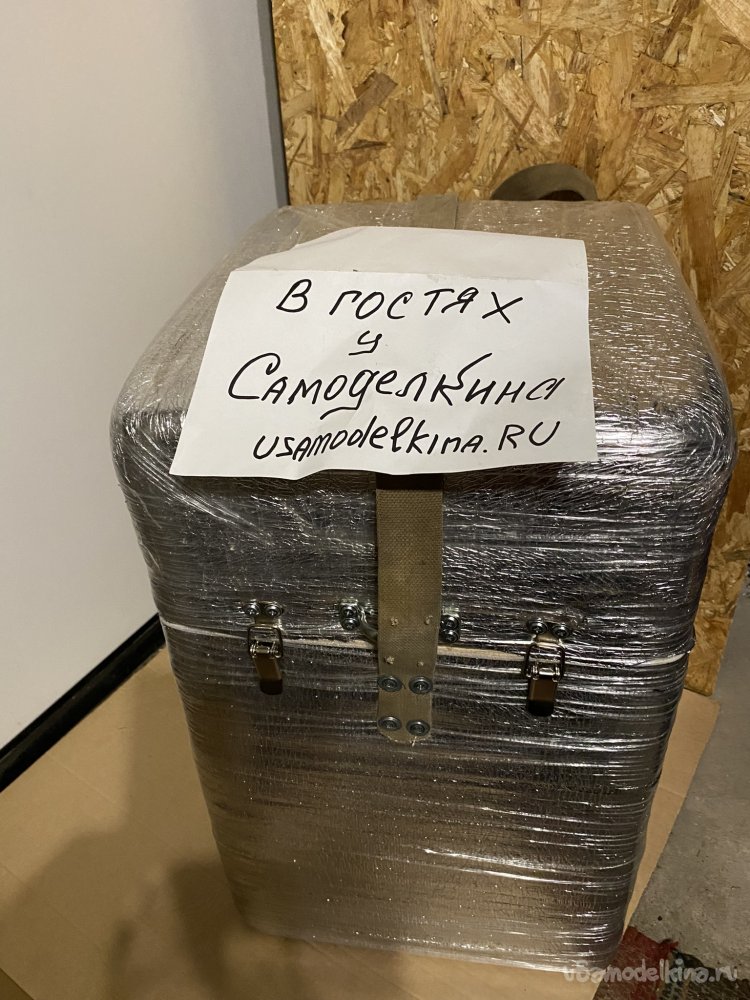 В ГОСТЯХ
у
Самоделкина
usamodelkina.RU
usamodelkina.ru